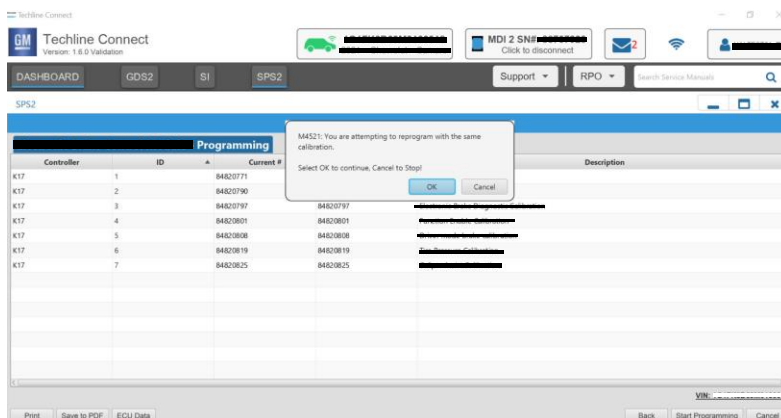 Techline Connect
GM Techline Connect
Version: 1.6.0 Validation
MDI 2 SN#
Click to disconnect
2
DASHBOARD GDS2 SI SPS2 Support RPO Search Service Manuals
SPS2
Programming
M4521: You are attempting to reprogram with the same
calibration.
Select OK to continue, Cancel to Stop!
OK Cancel
Controller ID Current # Description
K17 1 84820771
K17 2 84820790
K17 3 84820797 84820797
K17 4 84820801 84820801
K17 5 84820808 84820808
K17 6 84820819 84820819
K17 7 84820825 84820825
VIN:
Print Save to PDF ECU Data Back Start Programming Cancel